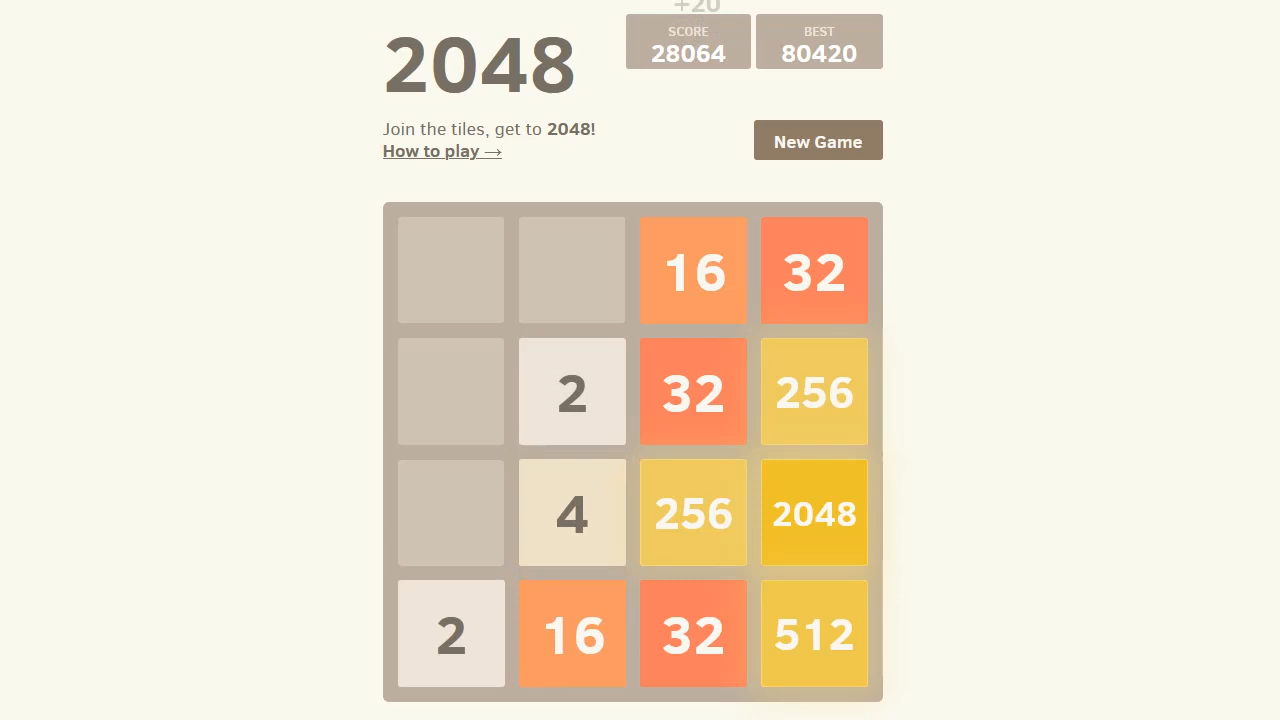 +20
2048
SCORE
28064
BEST
80420
Join the tiles, get to 2048!
How to play →
New Game
16 32
2 32 256
4 256 2048
2 16 32 512